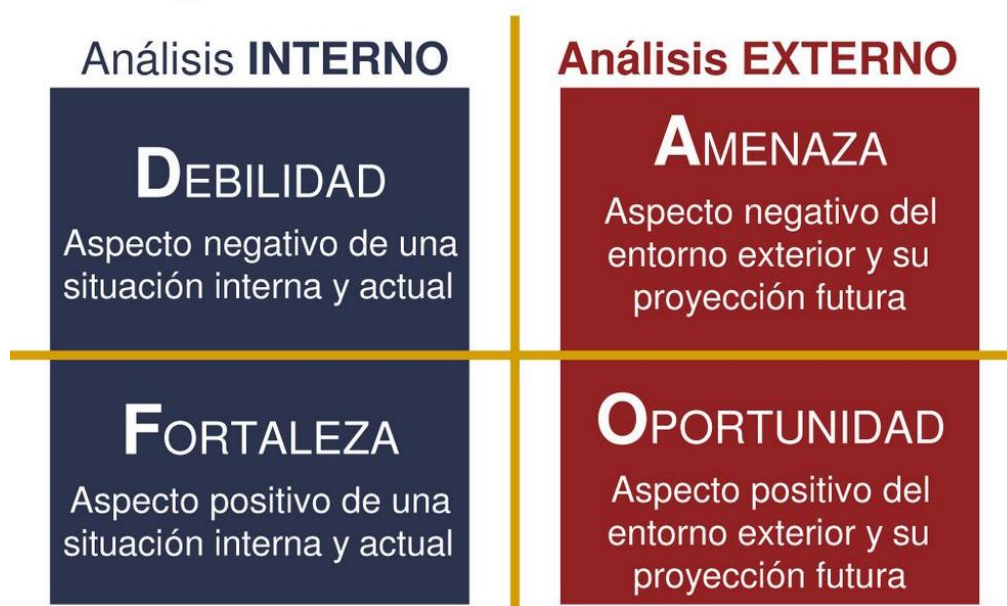 Análisis INTERNO
DEBILIDAD
Aspecto negativo de una
situación interna y actual
FORTALEZA
Aspecto positivo de una
situación interna y actual
Análisis EXTERNO
AMENAZA
Aspecto negativo del
entorno exterior y su
proyección futura
OPORTUNIDAD
Aspecto positivo del
entorno exterior y su
proyección futura